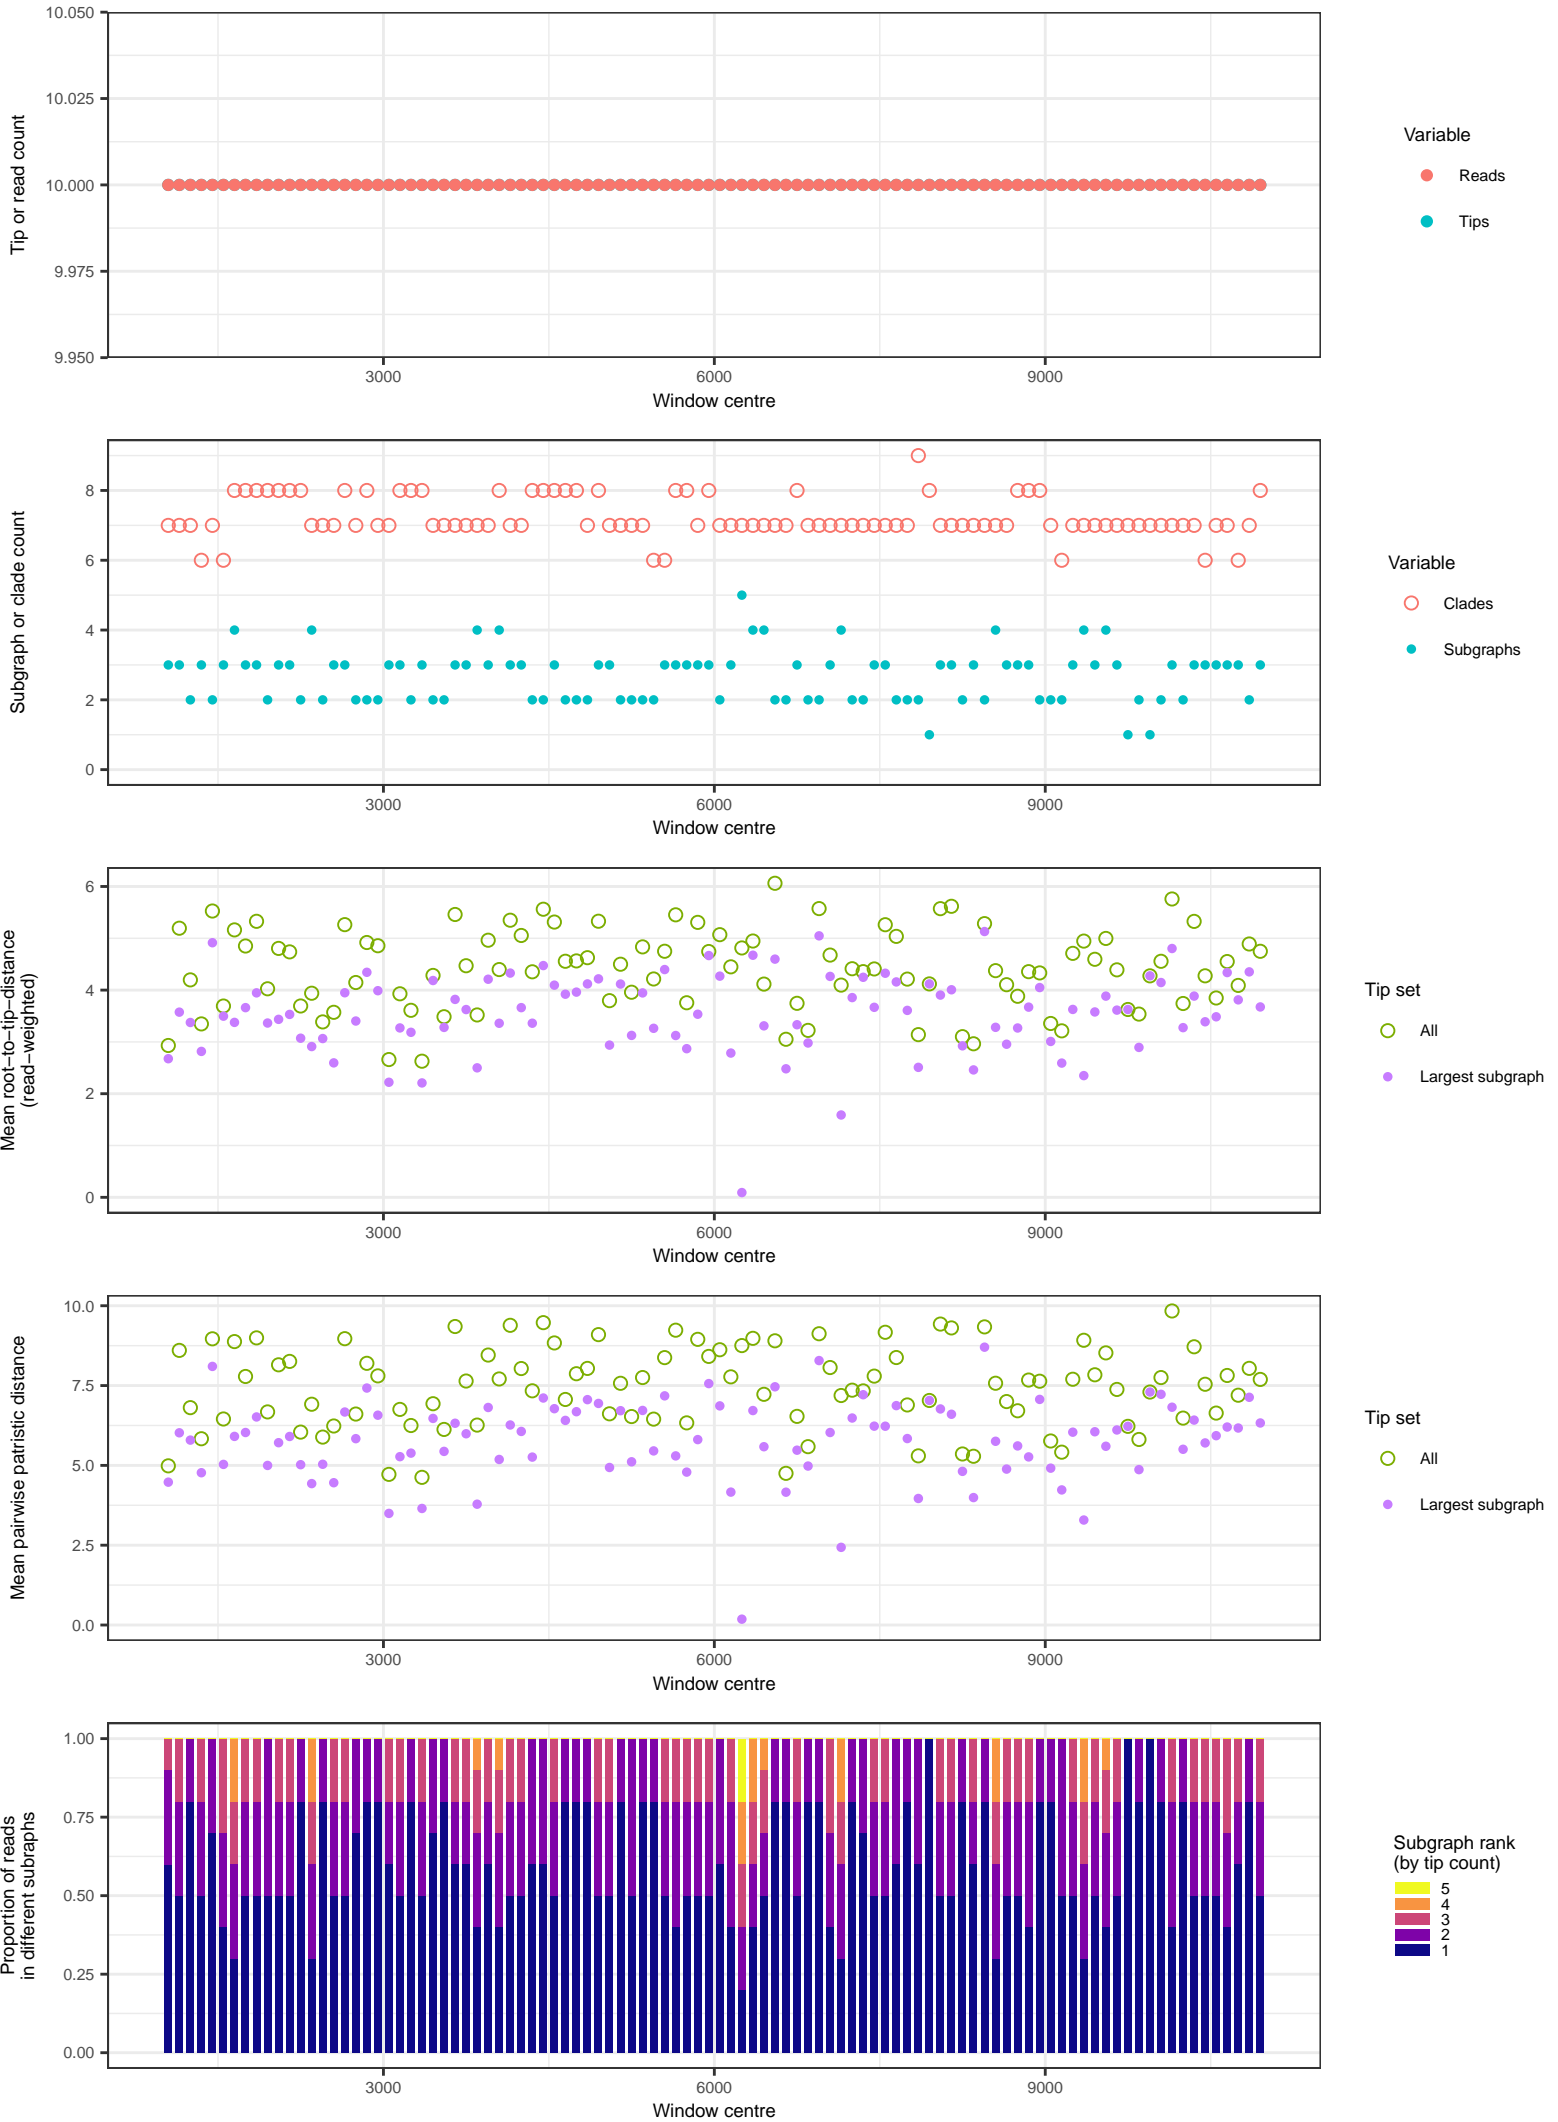 10.050
10.025
10.000
9.975
9.950
Tip or read count
3000 6000 9000
Window centre
Variable
Reads
Tips
8
6
4
2
0
Subgraph or clade count
3000 6000 9000
Window centre
Variable
Clades
Subgraphs
6
4
2
0
Mean root−to−tip−distance
(read−weighted)
3000 6000 9000
Window centre
Tip set
All
Largest subgraph
10.0
7.5
5.0
2.5
0.0
Mean pairwise patristic distance
3000 6000 9000
Window centre
Tip set
All
Largest subgraph
1.00
0.75
0.50
0.25
0.00
Proportion of reads
in different subraphs
3000 6000 9000
Window centre
Subgraph rank
(by tip count)
5
4
3
2
1